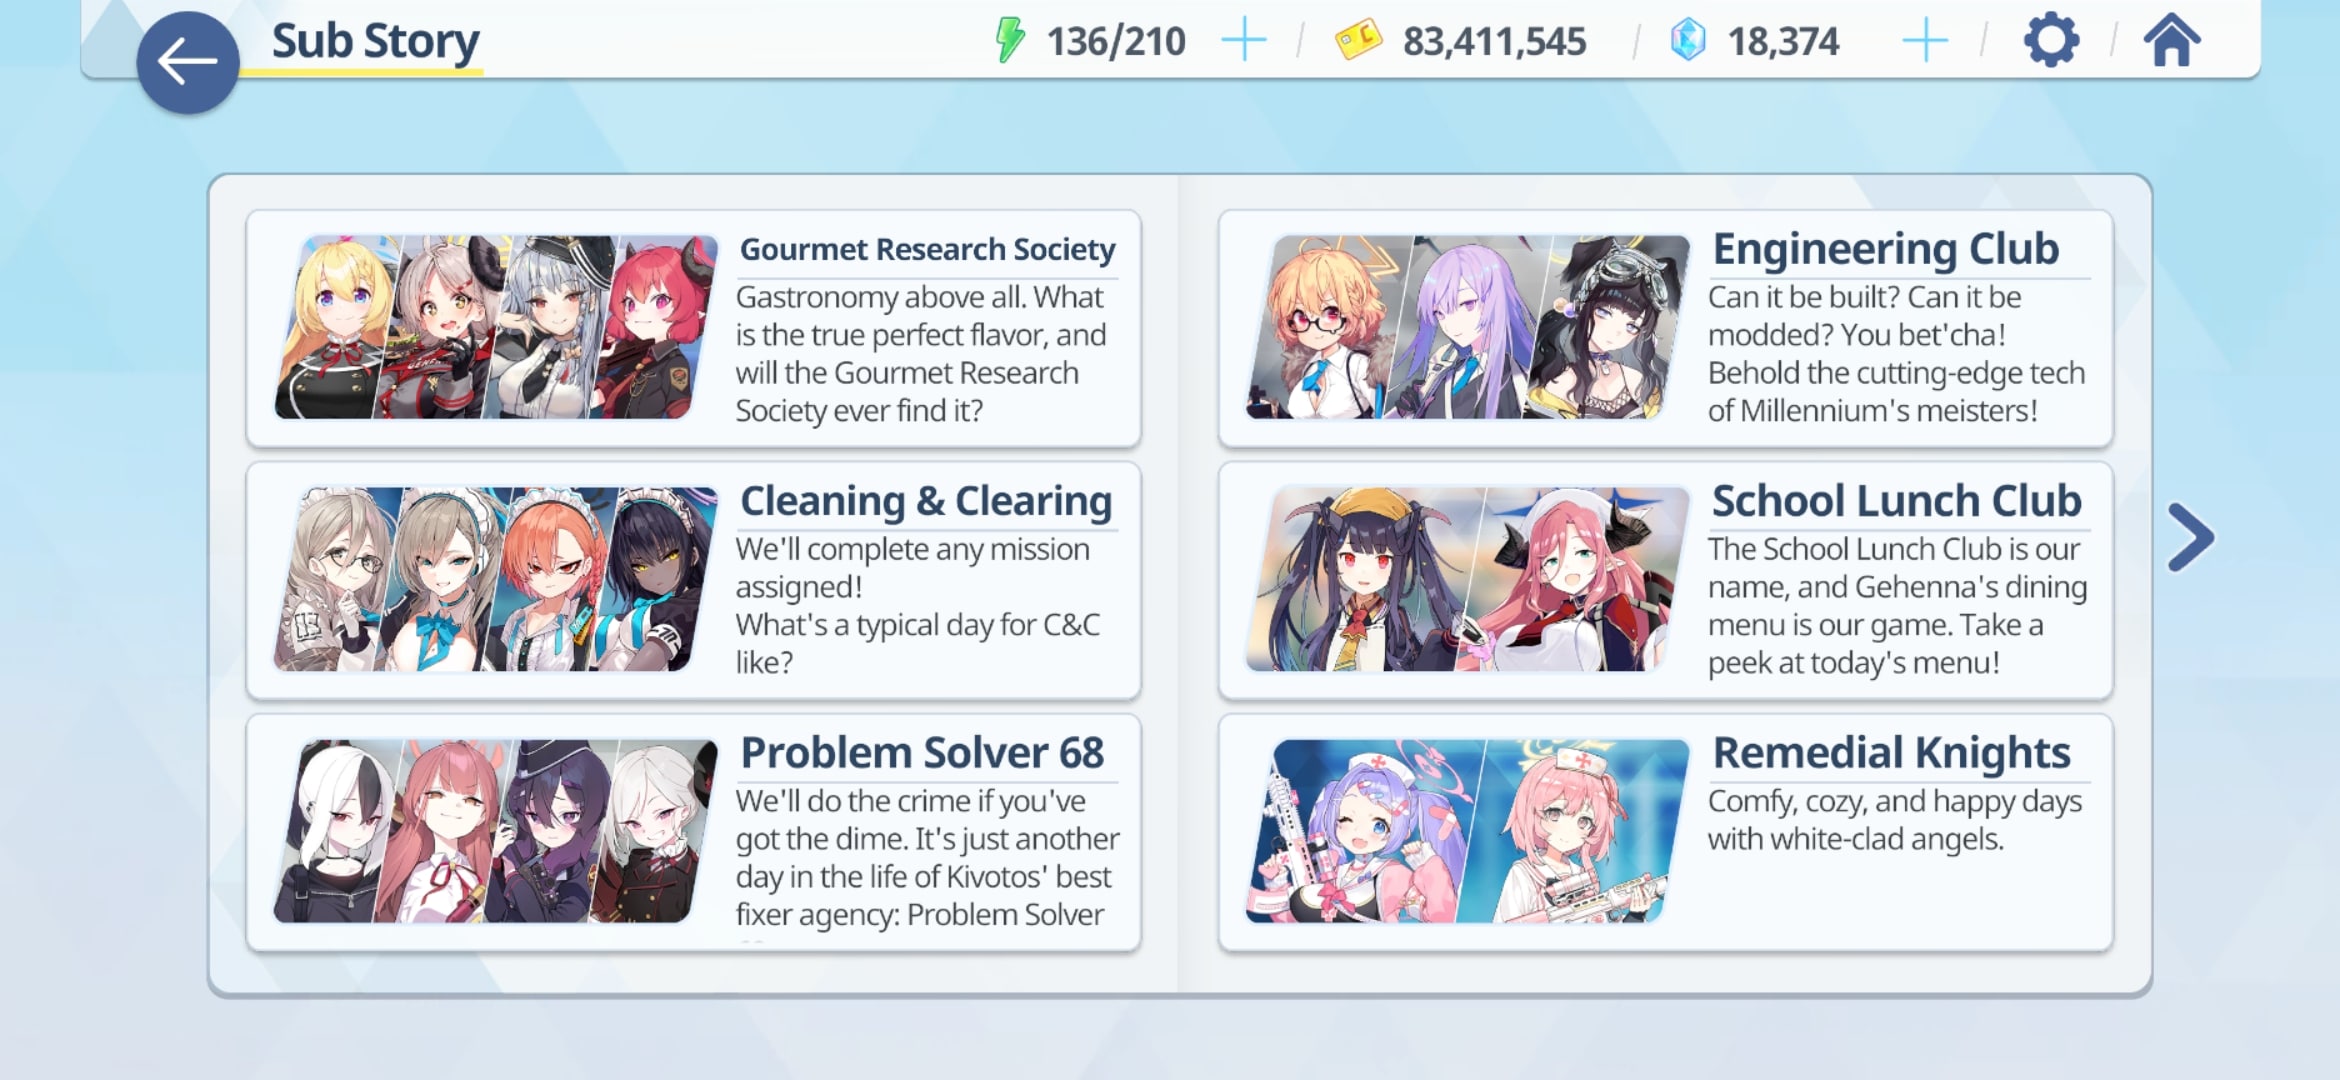 Sub Story
136/210
83,411,545
18,374
Gourmet Research Society
Gastronomy above all. What
is the true perfect flavor, and
will the Gourmet Research
Society ever find it?
Cleaning & Clearing
We'll complete any mission
assigned!
What's a typical day for C&C
like?
Problem Solver 68
We'll do the crime if you've
got the dime. It's just another
day in the life of Kivotos' best
fixer agency: Problem Solver
Engineering Club
Can it be built? Can it be
modded? You bet'cha!
Behold the cutting-edge tech
of Millennium's meisters!
School Lunch Club
The School Lunch Club is our
name, and Gehenna's dining
menu is our game. Take a
peek at today's menu!
Remedial Knights
Comfy, cozy, and happy days
with white-clad angels.